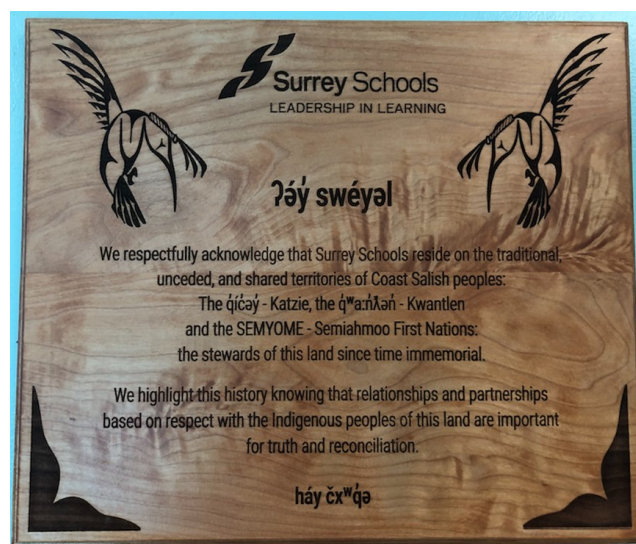 Surrey Schools
LEADERSHIP IN LEARNING
ʔə́y̓ swéyəl
We respectfully acknowledge that Surrey Schools reside on the traditional,
unceded, and shared territories of Coast Salish peoples:
The q̓íc̓əy̓ - Katzie, the q̓ʷa:n̓ƛən̓ - Kwantlen
and the SEMYOME - Semiahmoo First Nations:
the stewards of this land since time immemorial.
We highlight this history knowing that relationships and partnerships
based on respect with the Indigenous peoples of this land are important
for truth and reconciliation.
háy čxʷq̓ə